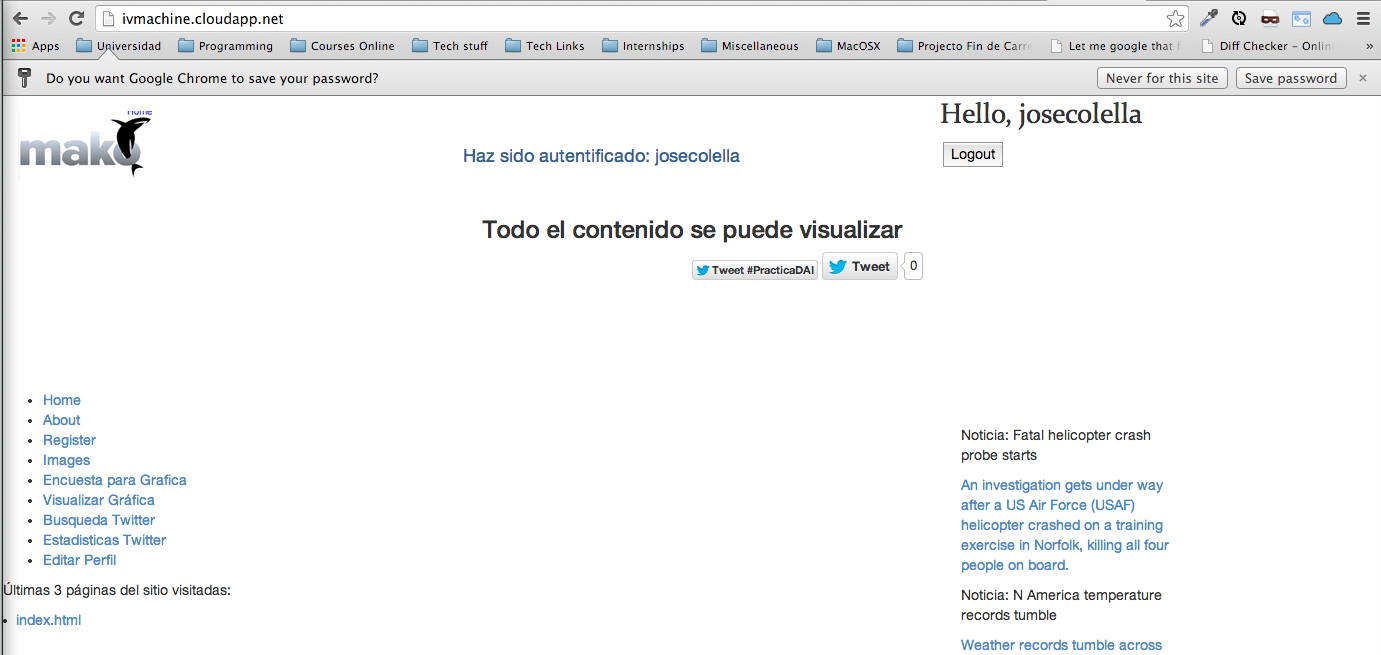 ivmachine.cloudapp.net
Apps Universidad Programming Courses Online Tech stuff Tech Links Internships Miscellaneous MacOSX Projecto Fin de Carre Let me google that f Diff Checker – Onlin »
Do you want Google Chrome to save your password? Never for this site Save password ×
Home
mako
Haz sido autentificado: josecolella
Hello, josecolella
Logout
Todo el contenido se puede visualizar
Tweet #PracticaDAI Tweet 0
• Home
• About
• Register
• Images
• Encuesta para Grafica
• Visualizar Gráfica
• Busqueda Twitter
• Estadisticas Twitter
• Editar Perfil
Últimas 3 páginas del sitio visitadas:
• index.html
Noticia: Fatal helicopter crash
probe starts
An investigation gets under way
after a US Air Force (USAF)
helicopter crashed on a training
exercise in Norfolk, killing all four
people on board.
Noticia: N America temperature
records tumble
Weather records tumble across